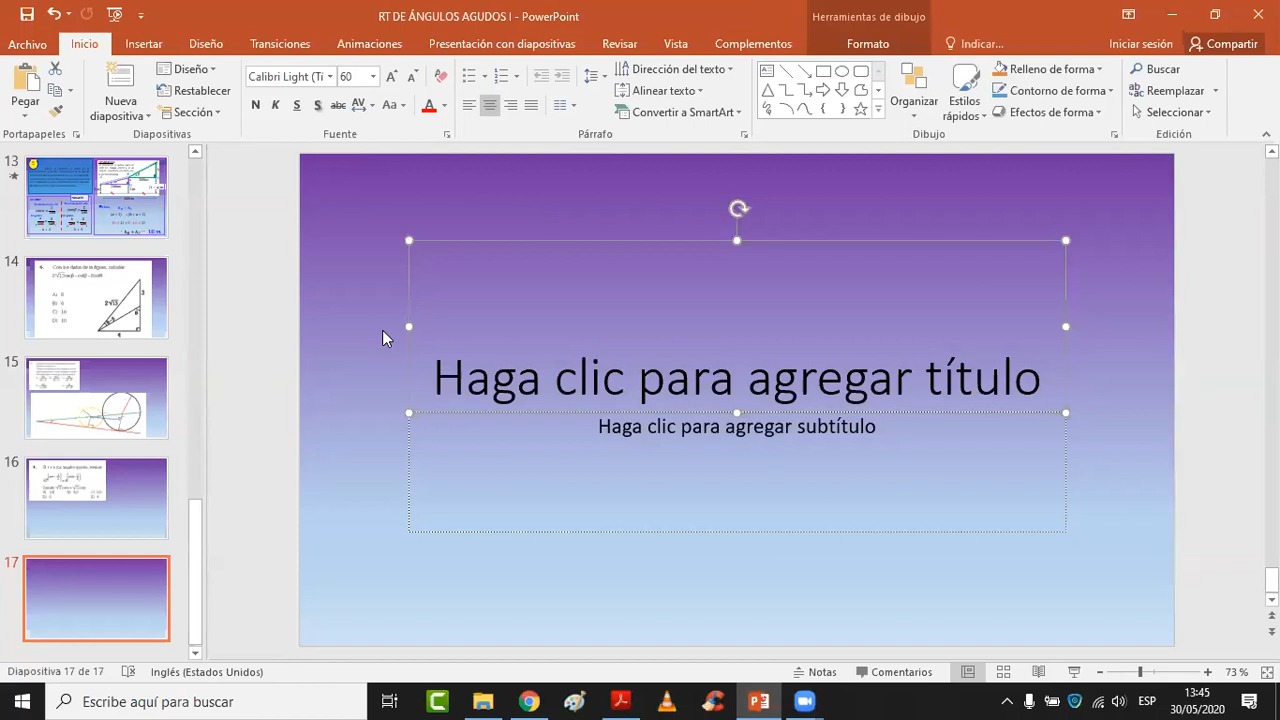 RT DE ÁNGULOS AGUDOS I - PowerPoint
Herramientas de dibujo
Archivo Inicio Insertar Diseño Transiciones Animaciones Presentación con diapositivas Revisar Vista Complementos Formato Indicar... Iniciar sesión Compartir
Pegar
Nueva diapositiva
Diseño
Restablecer
Sección
Calibri Light (Tí 60
N K S S abc AV Aa A
Dirección del texto
Alinear texto
Convertir a SmartArt
Organizar
Estilos rápidos
Relleno de forma
Contorno de forma
Efectos de forma
Buscar
Reemplazar
Seleccionar
Portapapeles Diapositivas Fuente Párrafo Dibujo Edición
13
14
15
16
17
Haga clic para agregar título
Haga clic para agregar subtítulo
Diapositiva 17 de 17 Inglés (Estados Unidos) Notas Comentarios 73 %
Escribe aquí para buscar
ESP
13:45
30/05/2020